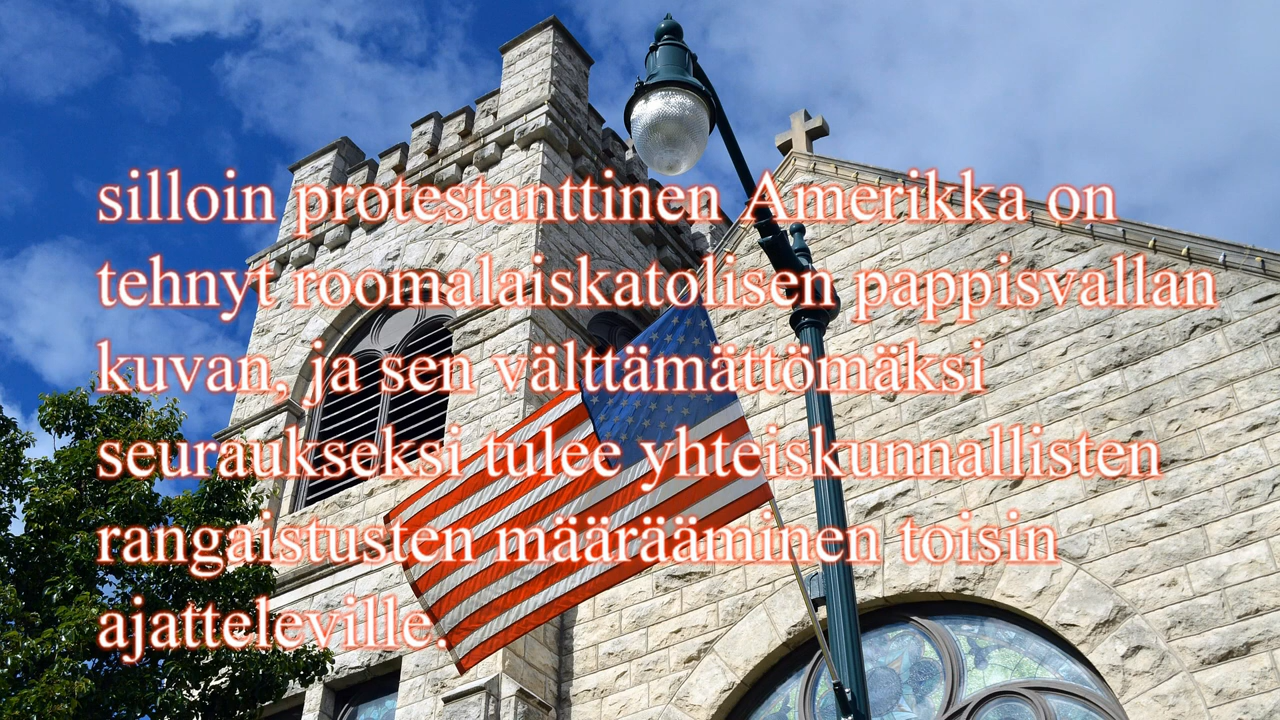 silloin protestanttinen Amerikka on
tehnyt roomalaiskatolisen pappisvallan
kuvan, ja sen välttämättömäksi
seuraukseksi tulee yhteiskunnallisten
rangaistusten määrääminen toisin
ajatteleville.